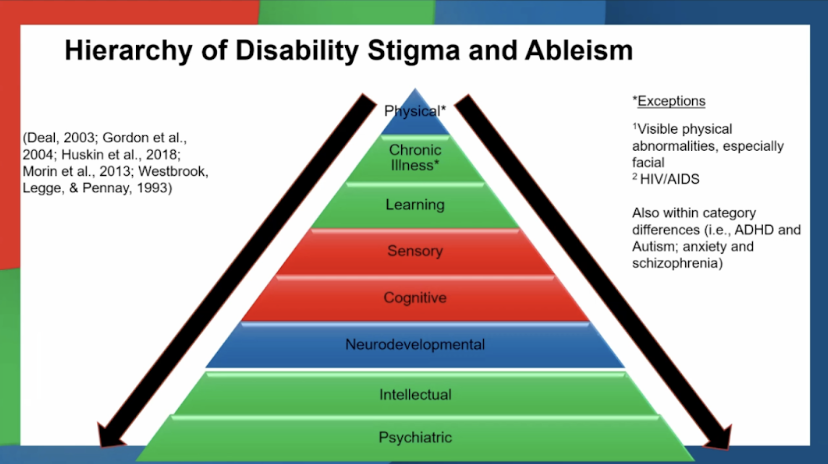 Hierarchy of Disability Stigma and Ableism
(Deal, 2003; Gordon et al.,
2004; Huskin et al., 2018;
Morin et al., 2013; Westbrook,
Legge, & Pennay, 1993)
Physical*
Chronic
Illness*
Learning
Sensory
Cognitive
Neurodevelopmental
Intellectual
Psychiatric
*Exceptions
¹Visible physical
abnormalities, especially
facial
² HIV/AIDS
Also within category
differences (i.e., ADHD and
Autism; anxiety and
schizophrenia)